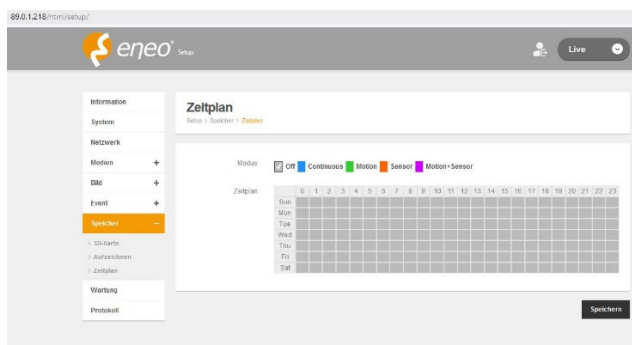 89.0.1.218/html/setup/
eneo Setup
Live
Information
System
Netzwerk
Medien +
Bild +
Event +
Speicher −
> SD-Karte
> Aufzeichnen
> Zeitplan
Wartung
Protokoll
Zeitplan
Setup > Speicher > Zeitplan
Modus Off Continuous Motion Sensor Motion+Sensor
Zeitplan 0 1 2 3 4 5 6 7 8 9 10 11 12 13 14 15 16 17 18 19 20 21 22 23
Sun
Mon
Tue
Wed
Thu
Fri
Sat
Speichern